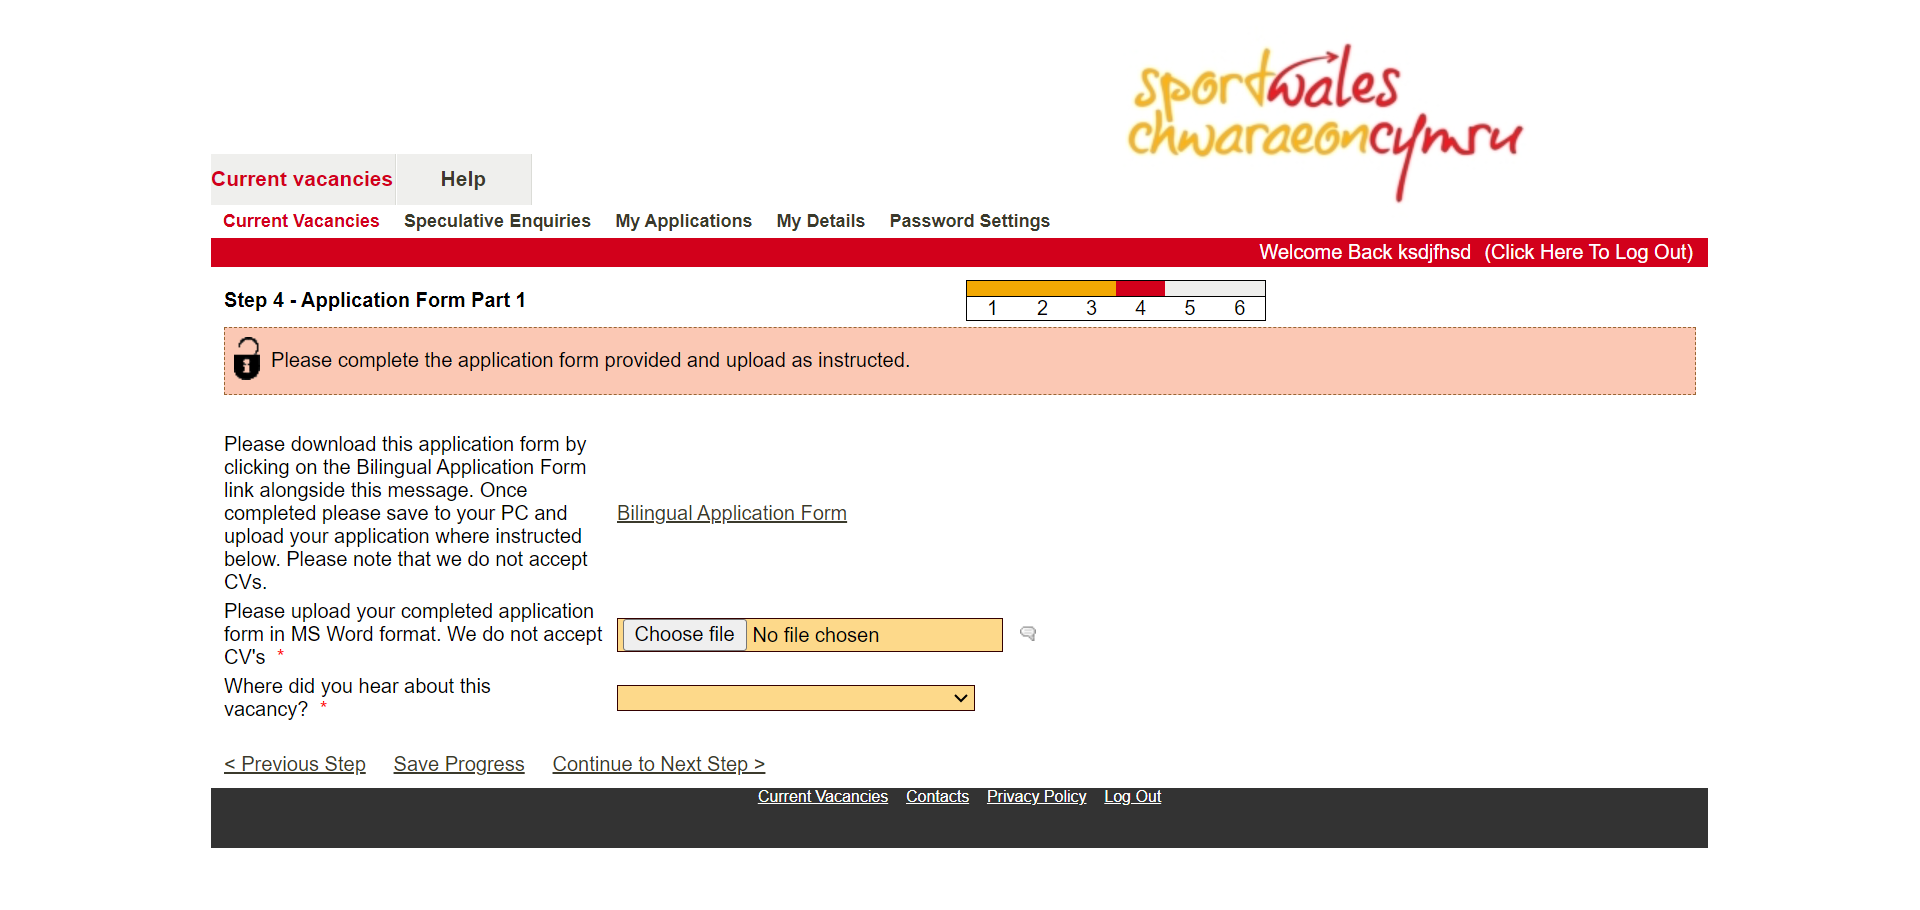 sportwales
chwaraeoncymru
Current vacancies Help
Current Vacancies Speculative Enquiries My Applications My Details Password Settings
Welcome Back ksdjfhsd (Click Here To Log Out)
Step 4 - Application Form Part 1
1 2 3 4 5 6
Please complete the application form provided and upload as instructed.
Please download this application form by
clicking on the Bilingual Application Form
link alongside this message. Once
completed please save to your PC and
upload your application where instructed
below. Please note that we do not accept
CVs.
Bilingual Application Form
Please upload your completed application
form in MS Word format. We do not accept
CV's *
Choose file No file chosen
Where did you hear about this
vacancy? *
< Previous Step Save Progress Continue to Next Step >
Current Vacancies Contacts Privacy Policy Log Out